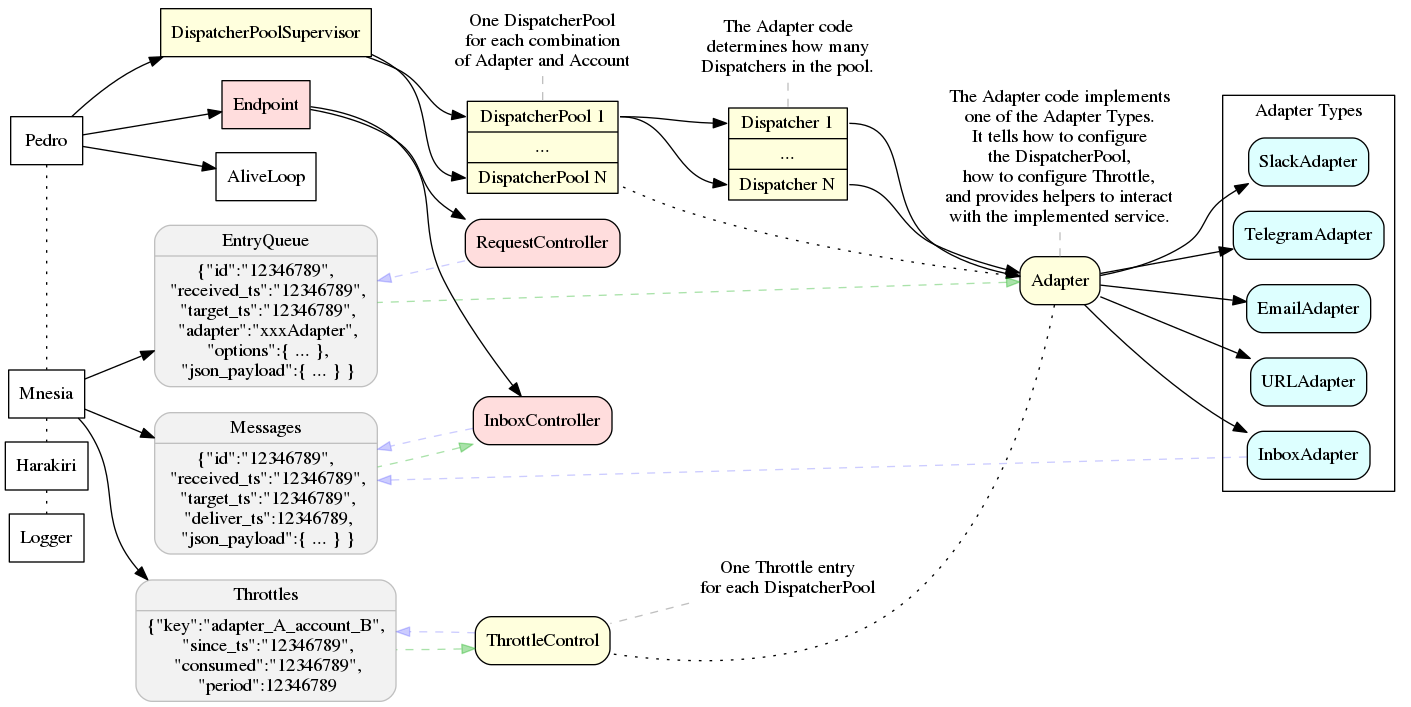 DispatcherPoolSupervisor
Endpoint
Pedro
AliveLoop
One DispatcherPool
for each combination
of Adapter and Account
DispatcherPool 1
...
DispatcherPool N
The Adapter code
determines how many
Dispatchers in the pool.
Dispatcher 1
...
Dispatcher N
The Adapter code implements
one of the Adapter Types.
It tells how to configure
the DispatcherPool,
how to configure Throttle,
and provides helpers to interact
with the implemented service.
Adapter
Adapter Types
SlackAdapter
TelegramAdapter
EmailAdapter
URLAdapter
InboxAdapter
RequestController
InboxController
EntryQueue
{"id":"12346789",
"received_ts":"12346789",
"target_ts":"12346789",
"adapter":"xxxAdapter",
"options":{ ... },
"json_payload":{ ... } }
Mnesia
Harakiri
Logger
Messages
{"id":"12346789",
"received_ts":"12346789",
"target_ts":"12346789",
"deliver_ts":12346789,
"json_payload":{ ... } }
Throttles
{"key":"adapter_A_account_B",
"since_ts":"12346789",
"consumed":"12346789",
"period":12346789
One Throttle entry
for each DispatcherPool
ThrottleControl